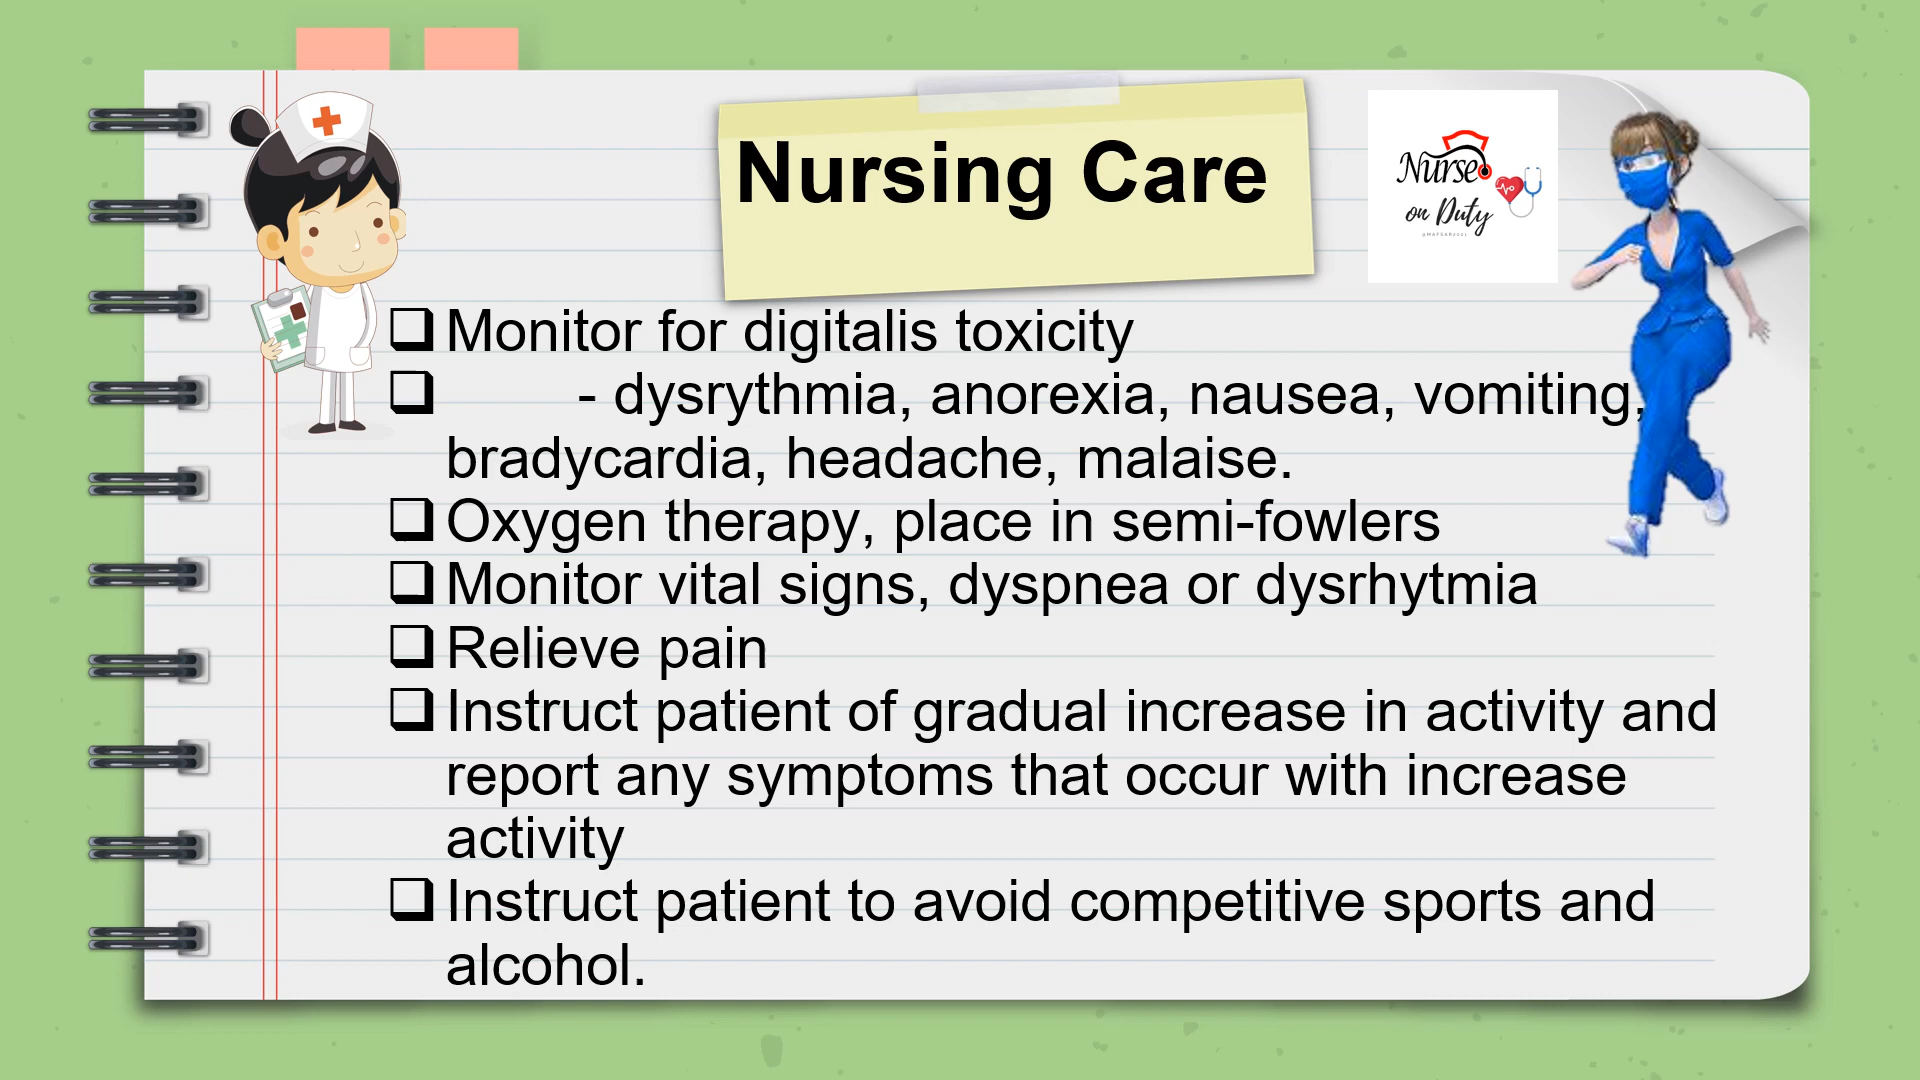 Nursing Care
Nurse
on Duty
❑ Monitor for digitalis toxicity
❑ - dysrythmia, anorexia, nausea, vomiting,
bradycardia, headache, malaise.
❑ Oxygen therapy, place in semi-fowlers
❑ Monitor vital signs, dyspnea or dysrhytmia
❑ Relieve pain
❑ Instruct patient of gradual increase in activity and
report any symptoms that occur with increase
activity
❑ Instruct patient to avoid competitive sports and
alcohol.